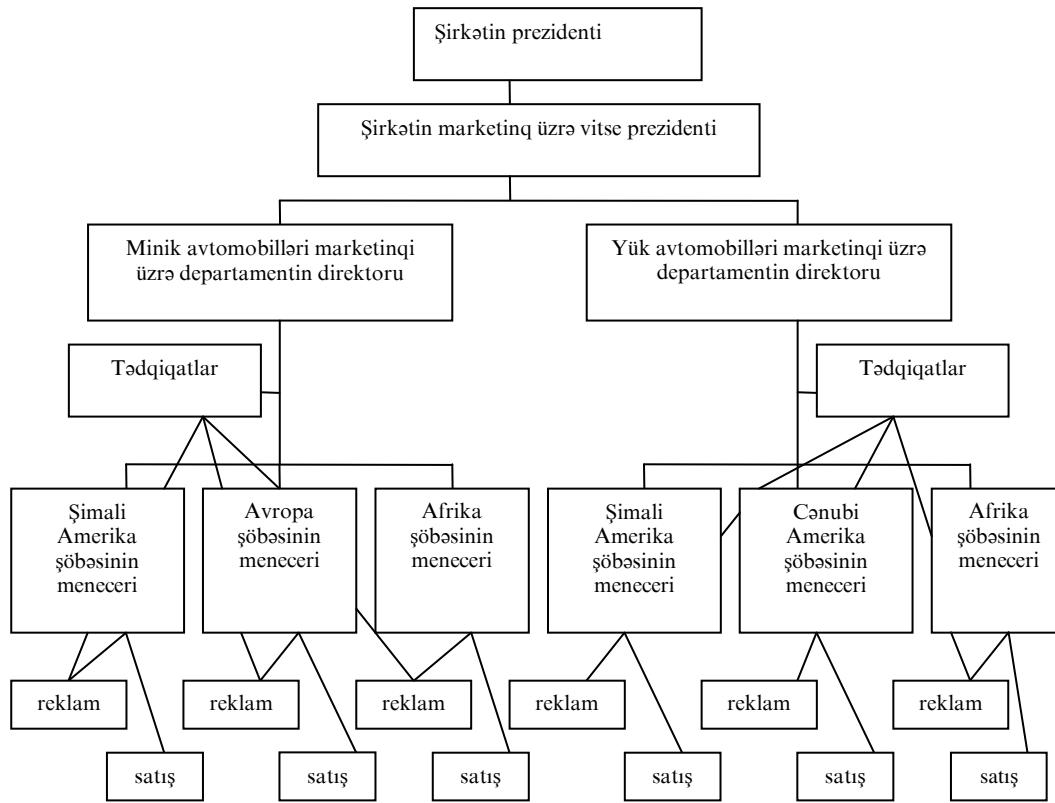 Şirkətin prezidenti
Şirkətin marketinq üzrə vitse prezidenti
Minik avtomobilləri marketinqi
üzrə departamentin direktoru
Yük avtomobilləri marketinqi üzrə
departamentin direktoru
Tədqiqatlar
Tədqiqatlar
Şimali
Amerika
şöbəsinin
meneceri
Avropa
şöbəsinin
meneceri
Afrika
şöbəsinin
meneceri
Şimali
Amerika
şöbəsinin
meneceri
Cənubi
Amerika
şöbəsinin
meneceri
Afrika
şöbəsinin
meneceri
reklam
reklam
reklam
reklam
reklam
reklam
satış
satış
satış
satış
satış
satış